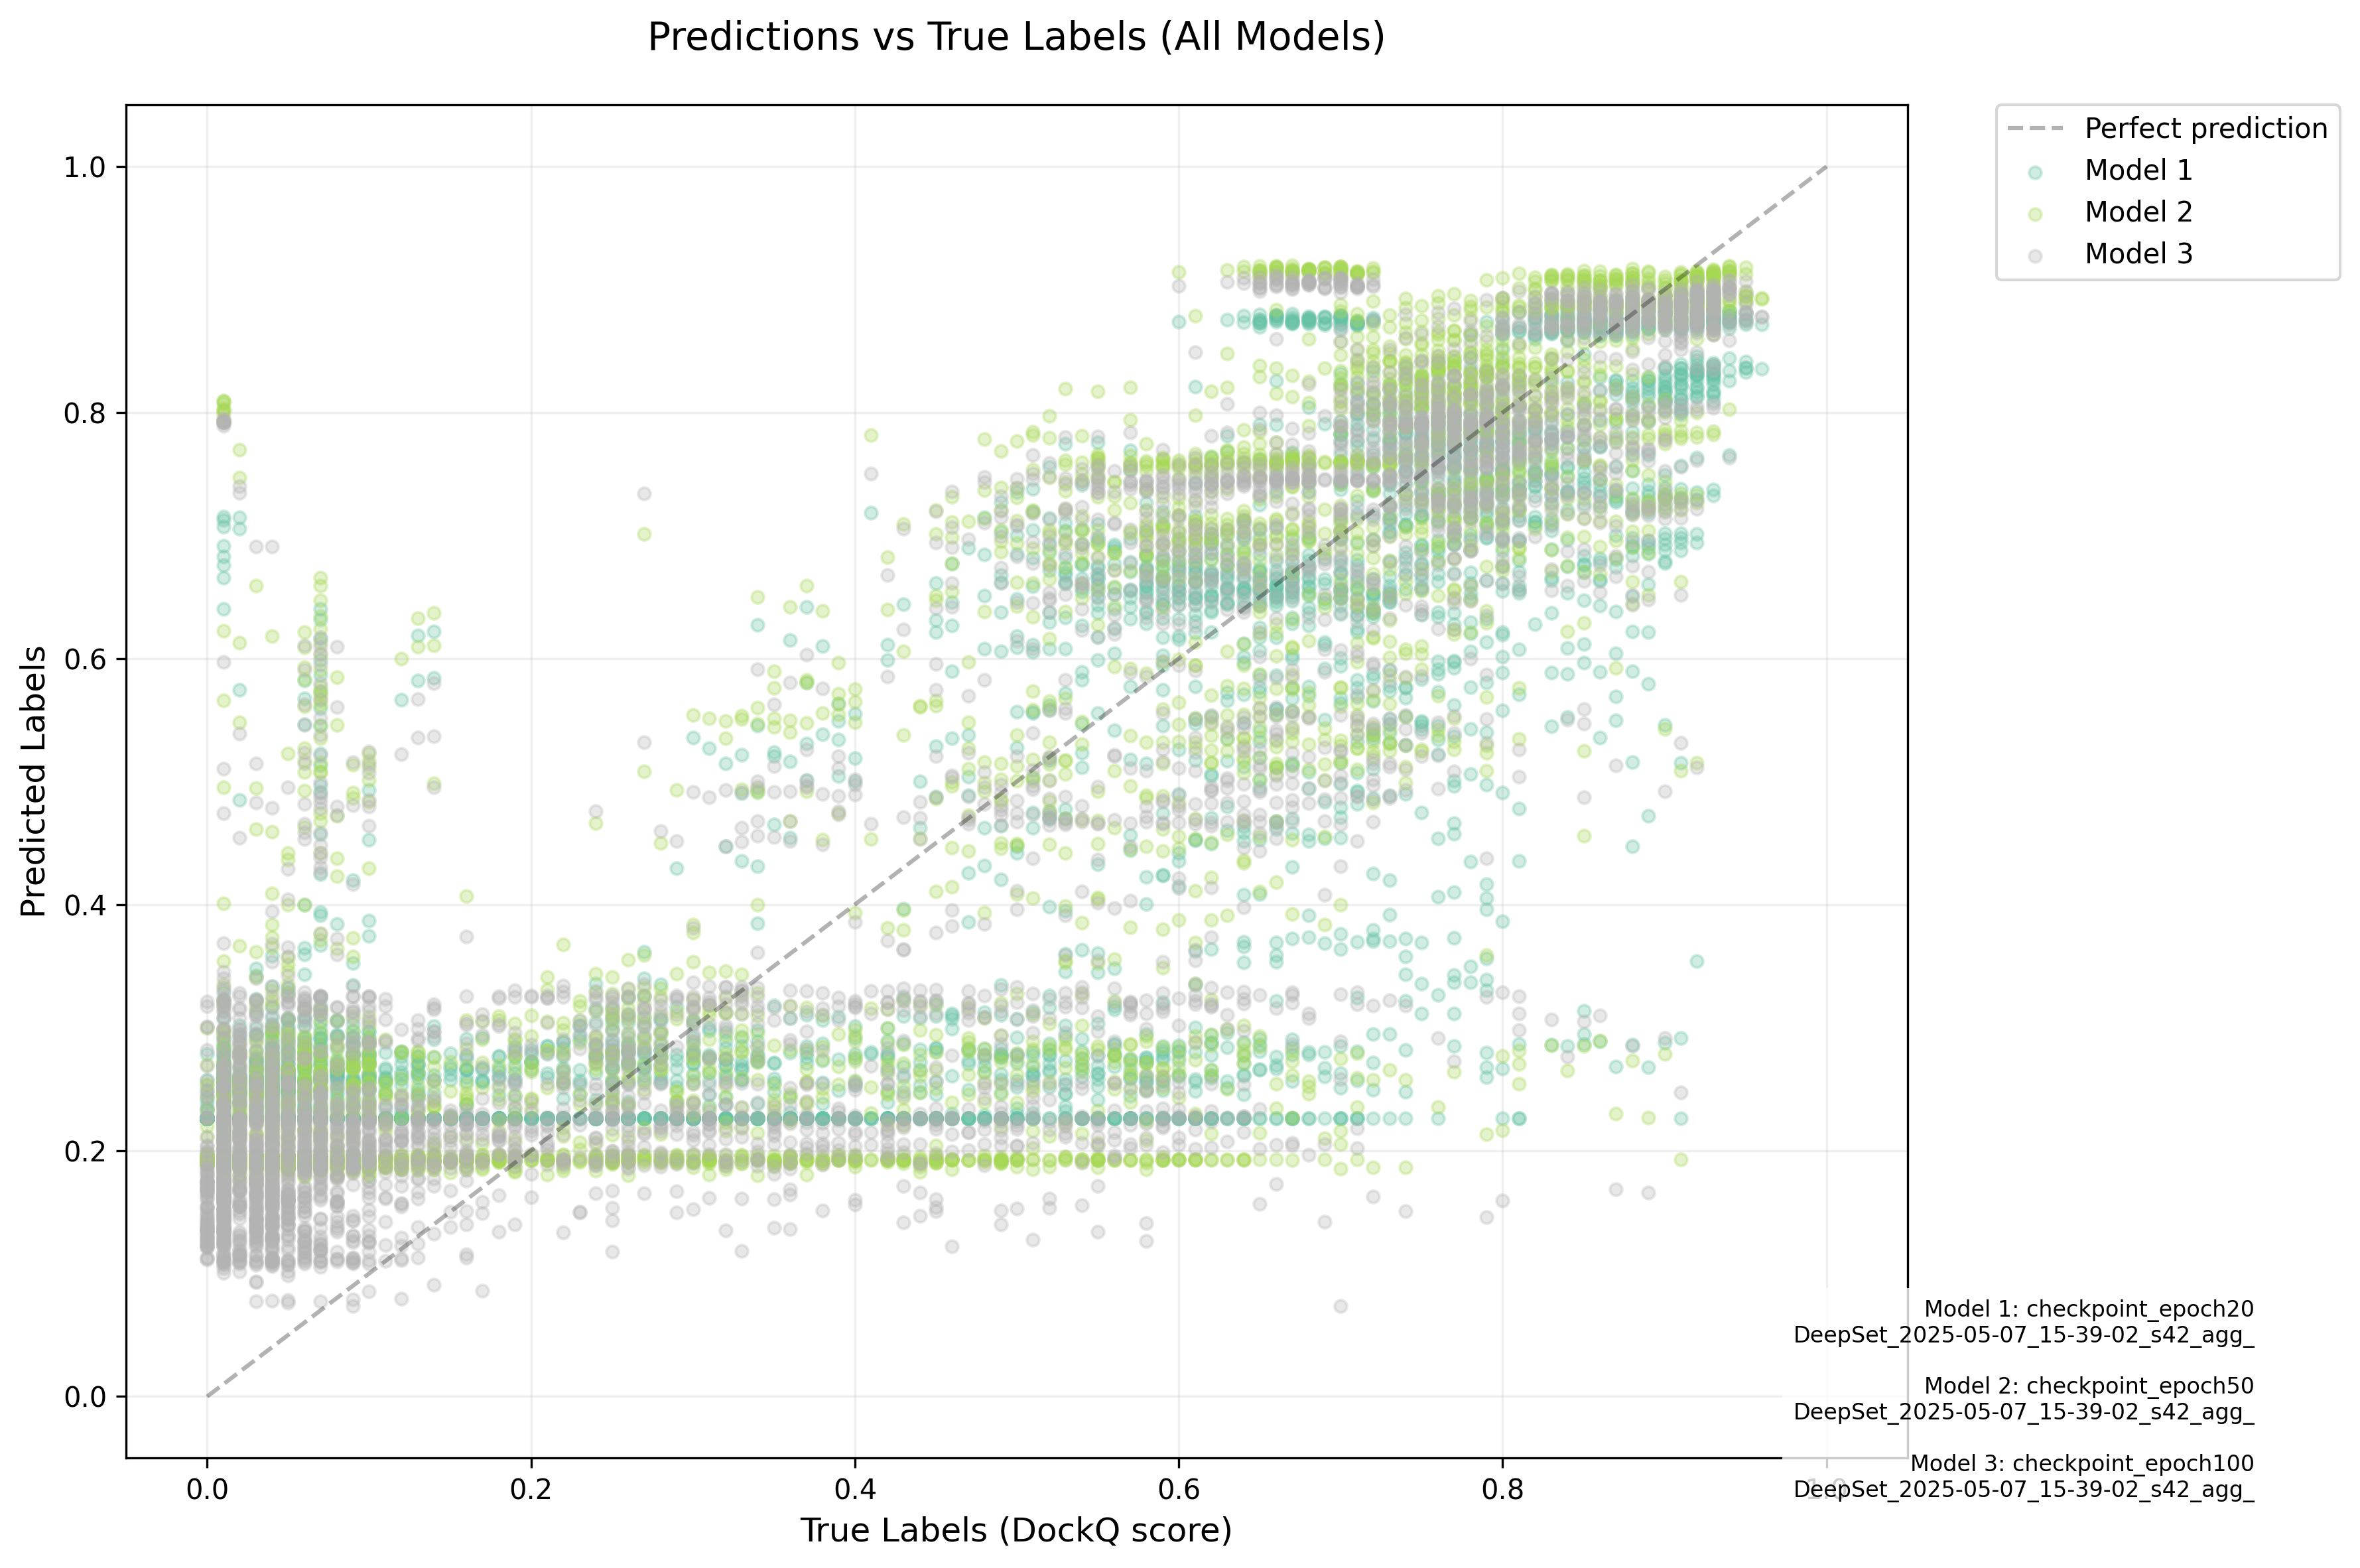 Predictions vs True Labels (All Models)
Perfect prediction
Model 1
Model 2
Model 3
1.0
0.8
0.6
0.4
0.2
0.0
Predicted Labels
0.0
0.2
0.4
0.6
0.8
1.0
True Labels (DockQ score)
Model 1: checkpoint_epoch20
DeepSet_2025-05-07_15-39-02_s42_agg_
Model 2: checkpoint_epoch50
DeepSet_2025-05-07_15-39-02_s42_agg_
Model 3: checkpoint_epoch100
DeepSet_2025-05-07_15-39-02_s42_agg_